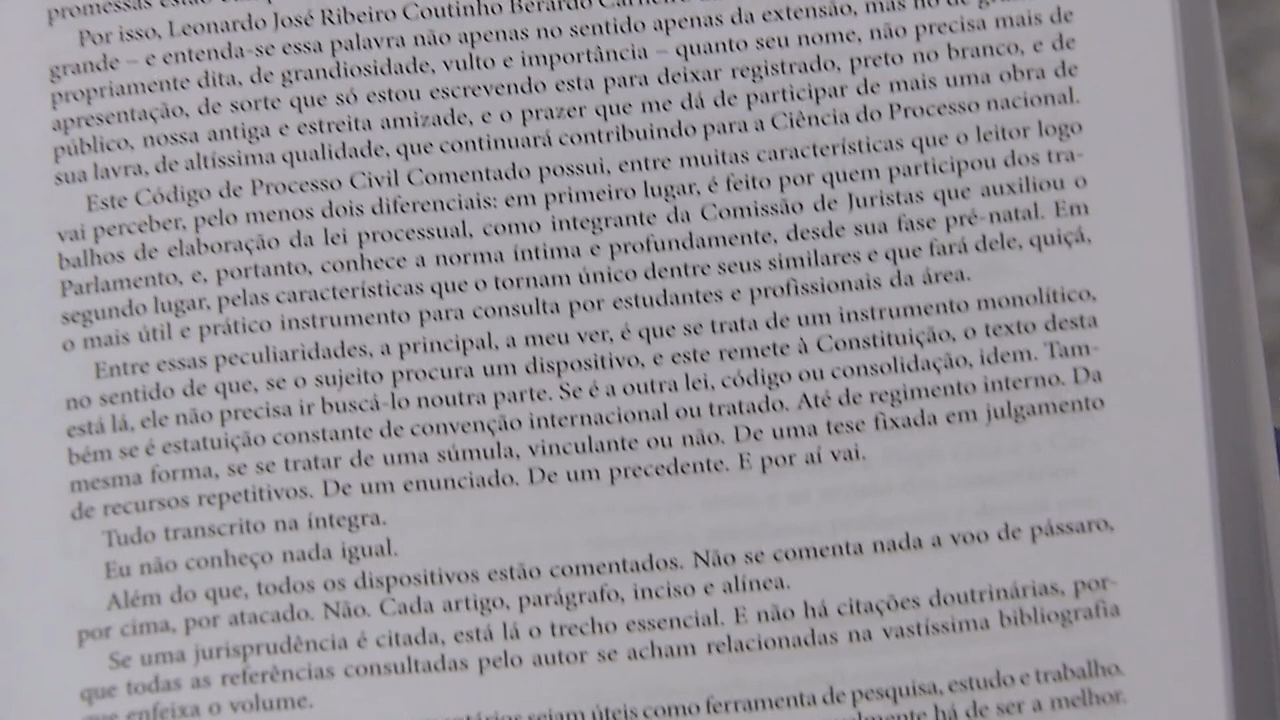 promessas estão
Por isso, Leonardo José Ribeiro Coutinho Berardo
grande – e entenda-se essa palavra não apenas no sentido apenas da extensão, mas no de
propriamente dita, de grandiosidade, vulto e importância – quanto seu nome, não precisa mais de
apresentação, de sorte que só estou escrevendo esta para deixar registrado, preto no branco, e de
público, nossa antiga e estreita amizade, e o prazer que me dá de participar de mais uma obra de
sua lavra, de altíssima qualidade, que continuará contribuindo para a Ciência do Processo nacional.
Este Código de Processo Civil Comentado possui, entre muitas características que o leitor logo
vai perceber, pelo menos dois diferenciais: em primeiro lugar, é feito por quem participou dos tra-
balhos de elaboração da lei processual, como integrante da Comissão de Juristas que auxiliou o
Parlamento, e, portanto, conhece a norma íntima e profundamente, desde sua fase pré-natal. Em
segundo lugar, pelas características que o tornam único dentre seus similares e que fará dele, quiçá,
o mais útil e prático instrumento para consulta por estudantes e profissionais da área.
Entre essas peculiaridades, a principal, a meu ver, é que se trata de um instrumento monolítico,
no sentido de que, se o sujeito procura um dispositivo, e este remete à Constituição, o texto desta
está lá, ele não precisa ir buscá-lo noutra parte. Se é a outra lei, código ou consolidação, idem. Tam-
bém se é estatuição constante de convenção internacional ou tratado. Até de regimento interno. Da
mesma forma, se se tratar de uma súmula, vinculante ou não. De uma tese fixada em julgamento
de recursos repetitivos. De um enunciado. De um precedente. E por aí vai.
Tudo transcrito na íntegra.
Eu não conheço nada igual.
Além do que, todos os dispositivos estão comentados. Não se comenta nada a voo de pássaro,
por cima, por atacado. Não. Cada artigo, parágrafo, inciso e alínea.
Se uma jurisprudência é citada, está lá o trecho essencial. E não há citações doutrinárias, por-
que todas as referências consultadas pelo autor se acham relacionadas na vastíssima bibliografia
que enfeixa o volume.
sejam úteis como ferramenta de pesquisa, estudo e trabalho.
há de ser a melhor.